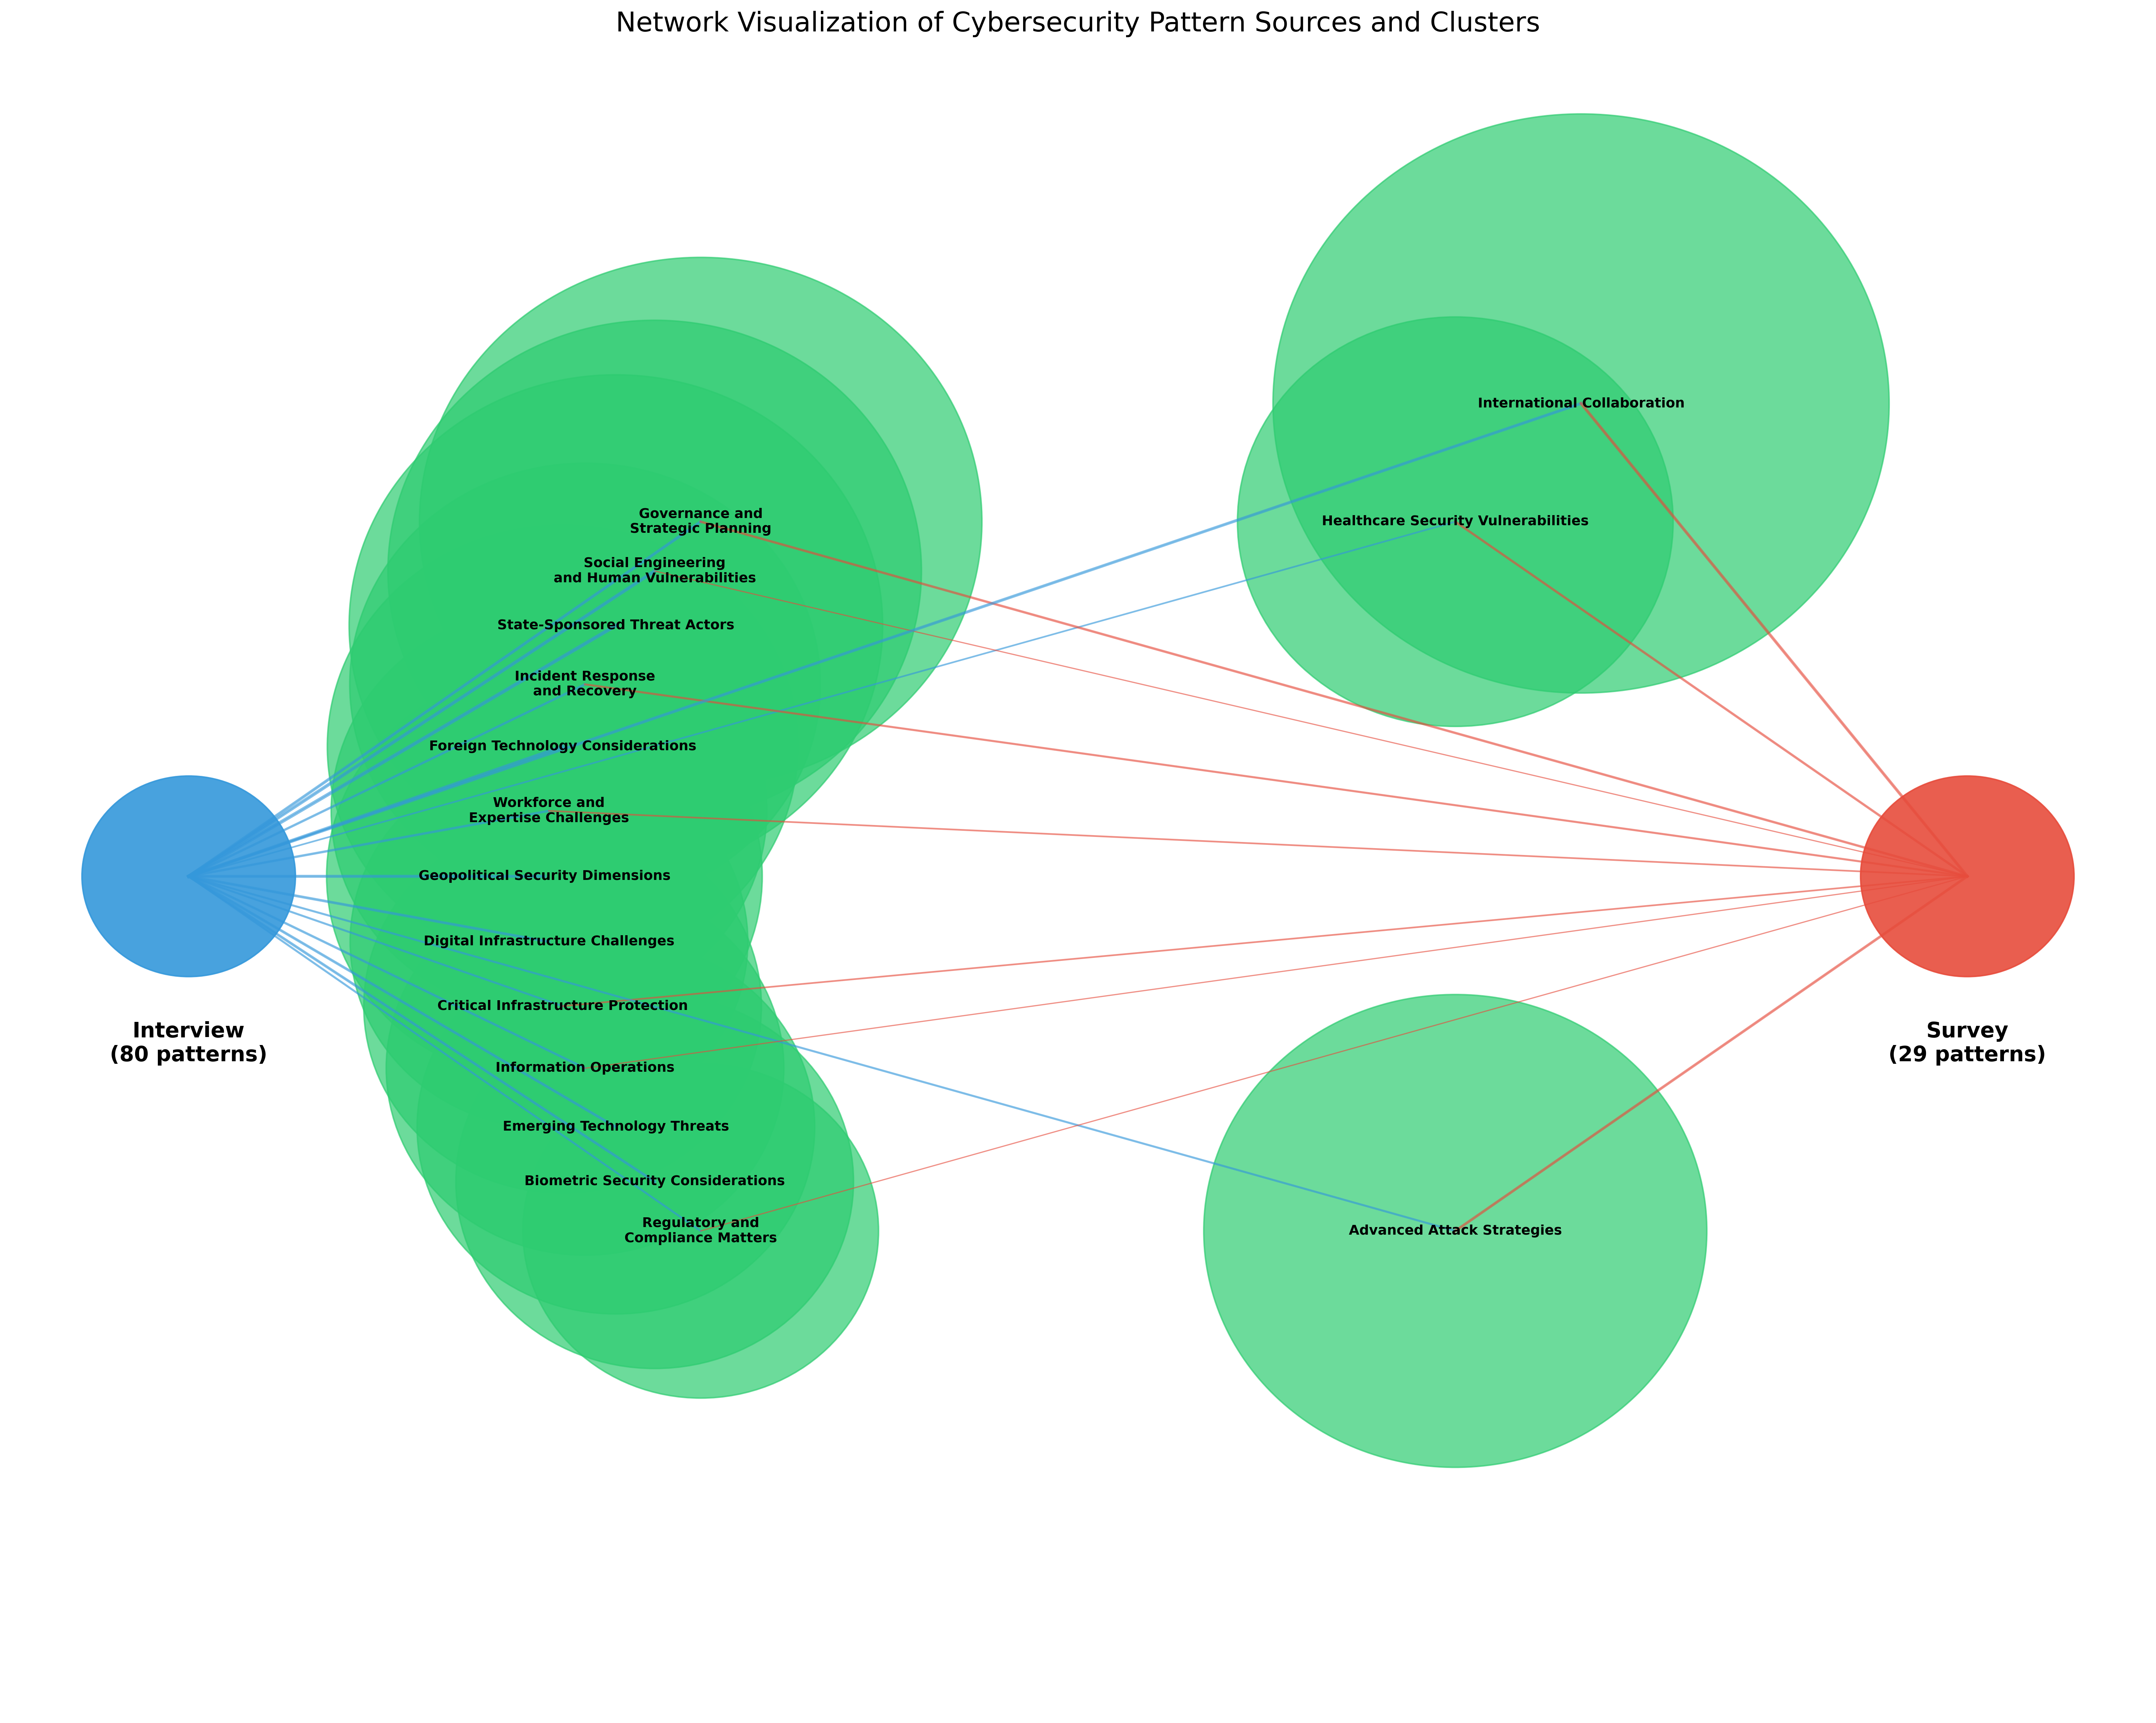 Network Visualization of Cybersecurity Pattern Sources and Clusters
International Collaboration
Governance and
Strategic Planning
Healthcare Security Vulnerabilities
Social Engineering
and Human Vulnerabilities
State-Sponsored Threat Actors
Incident Response
and Recovery
Foreign Technology Considerations
Workforce and
Expertise Challenges
Geopolitical Security Dimensions
Digital Infrastructure Challenges
Critical Infrastructure Protection
Interview
(80 patterns)
Survey
(29 patterns)
Information Operations
Emerging Technology Threats
Biometric Security Considerations
Regulatory and
Compliance Matters
Advanced Attack Strategies